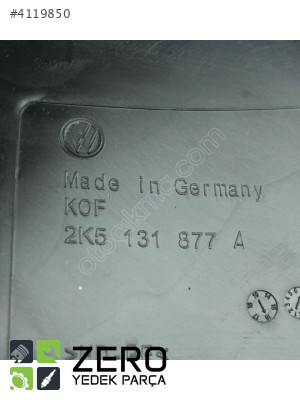 #4119850
Made in Germany
KOF
2K5 131 877 A
ZERO
YEDEK PARÇA